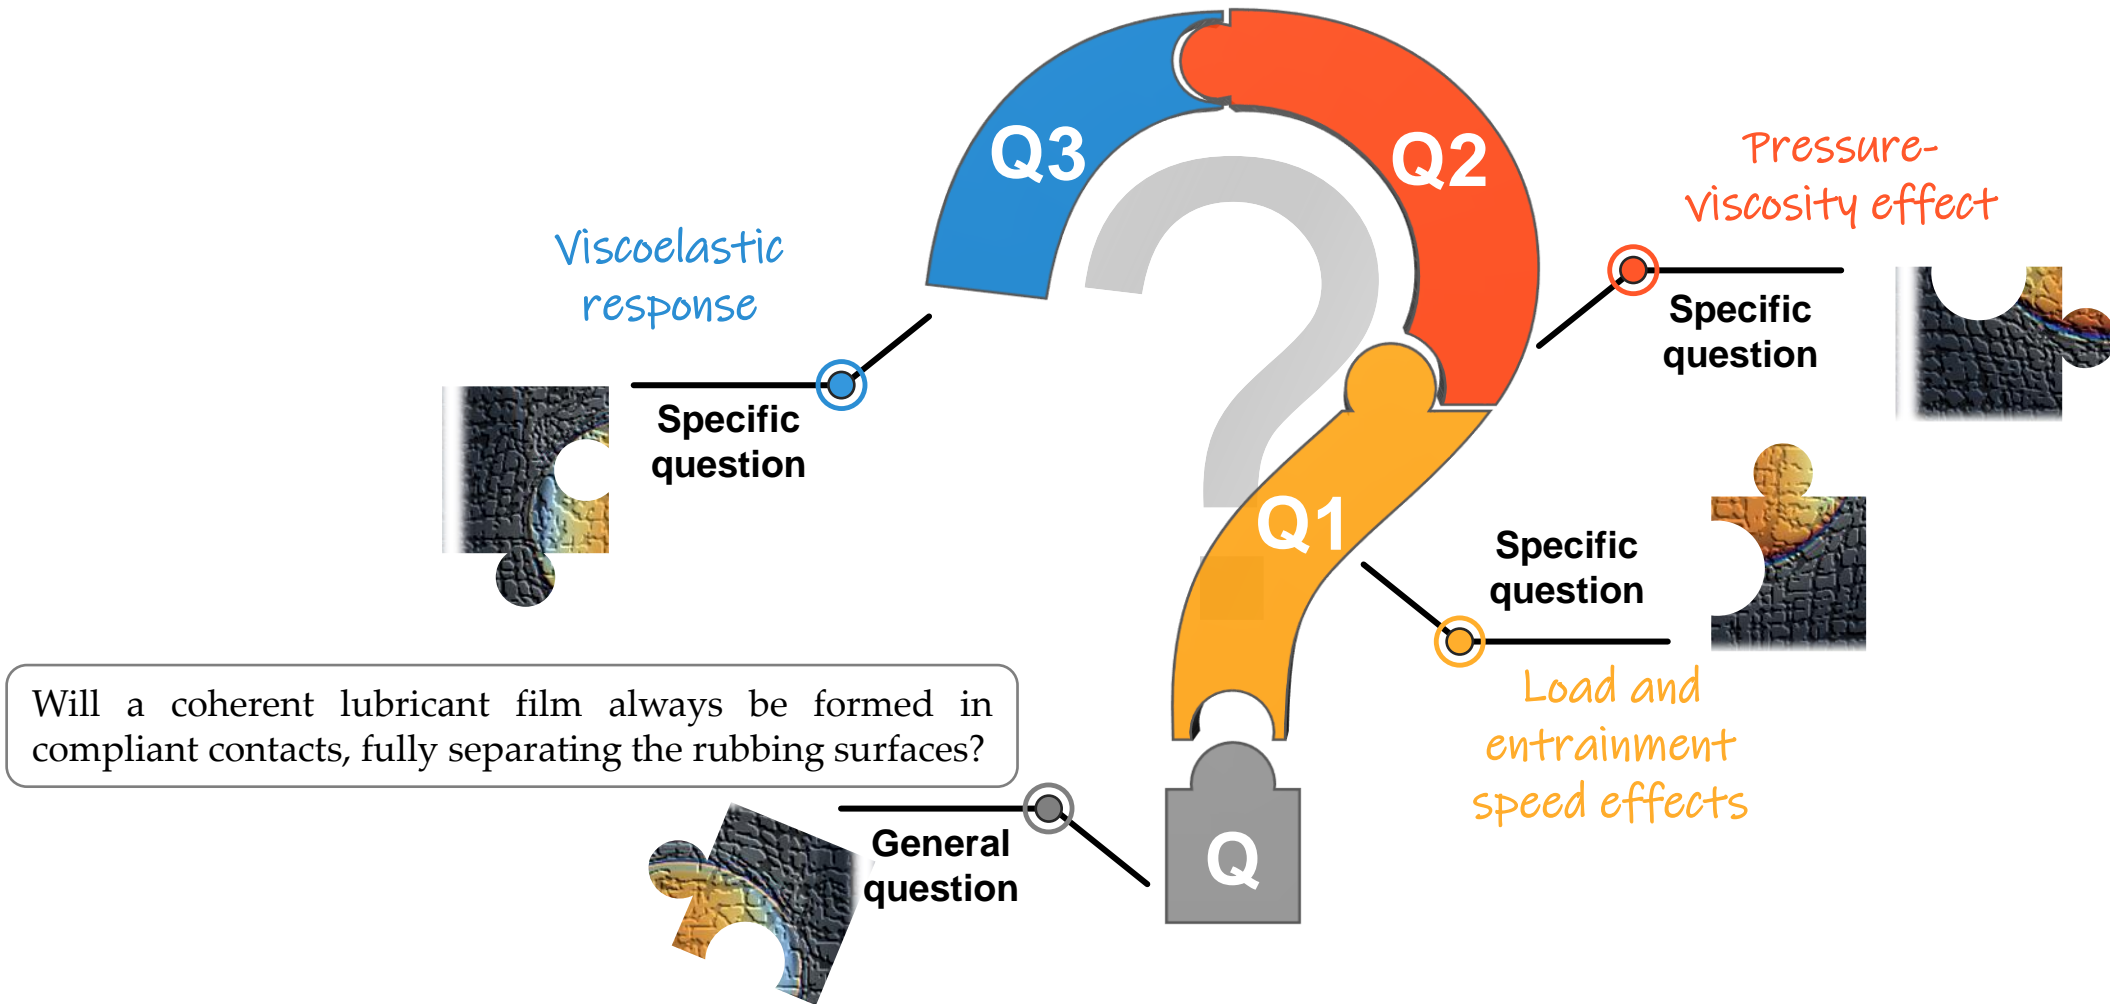 Q3
Q2
Pressure-
viscosity effect
Viscoelastic
response
Specific
question
Specific
question
Q1
Specific
question
Load and
entrainment
speed effects
Will a coherent lubricant film always be formed in
compliant contacts, fully separating the rubbing surfaces?
General
question
Q